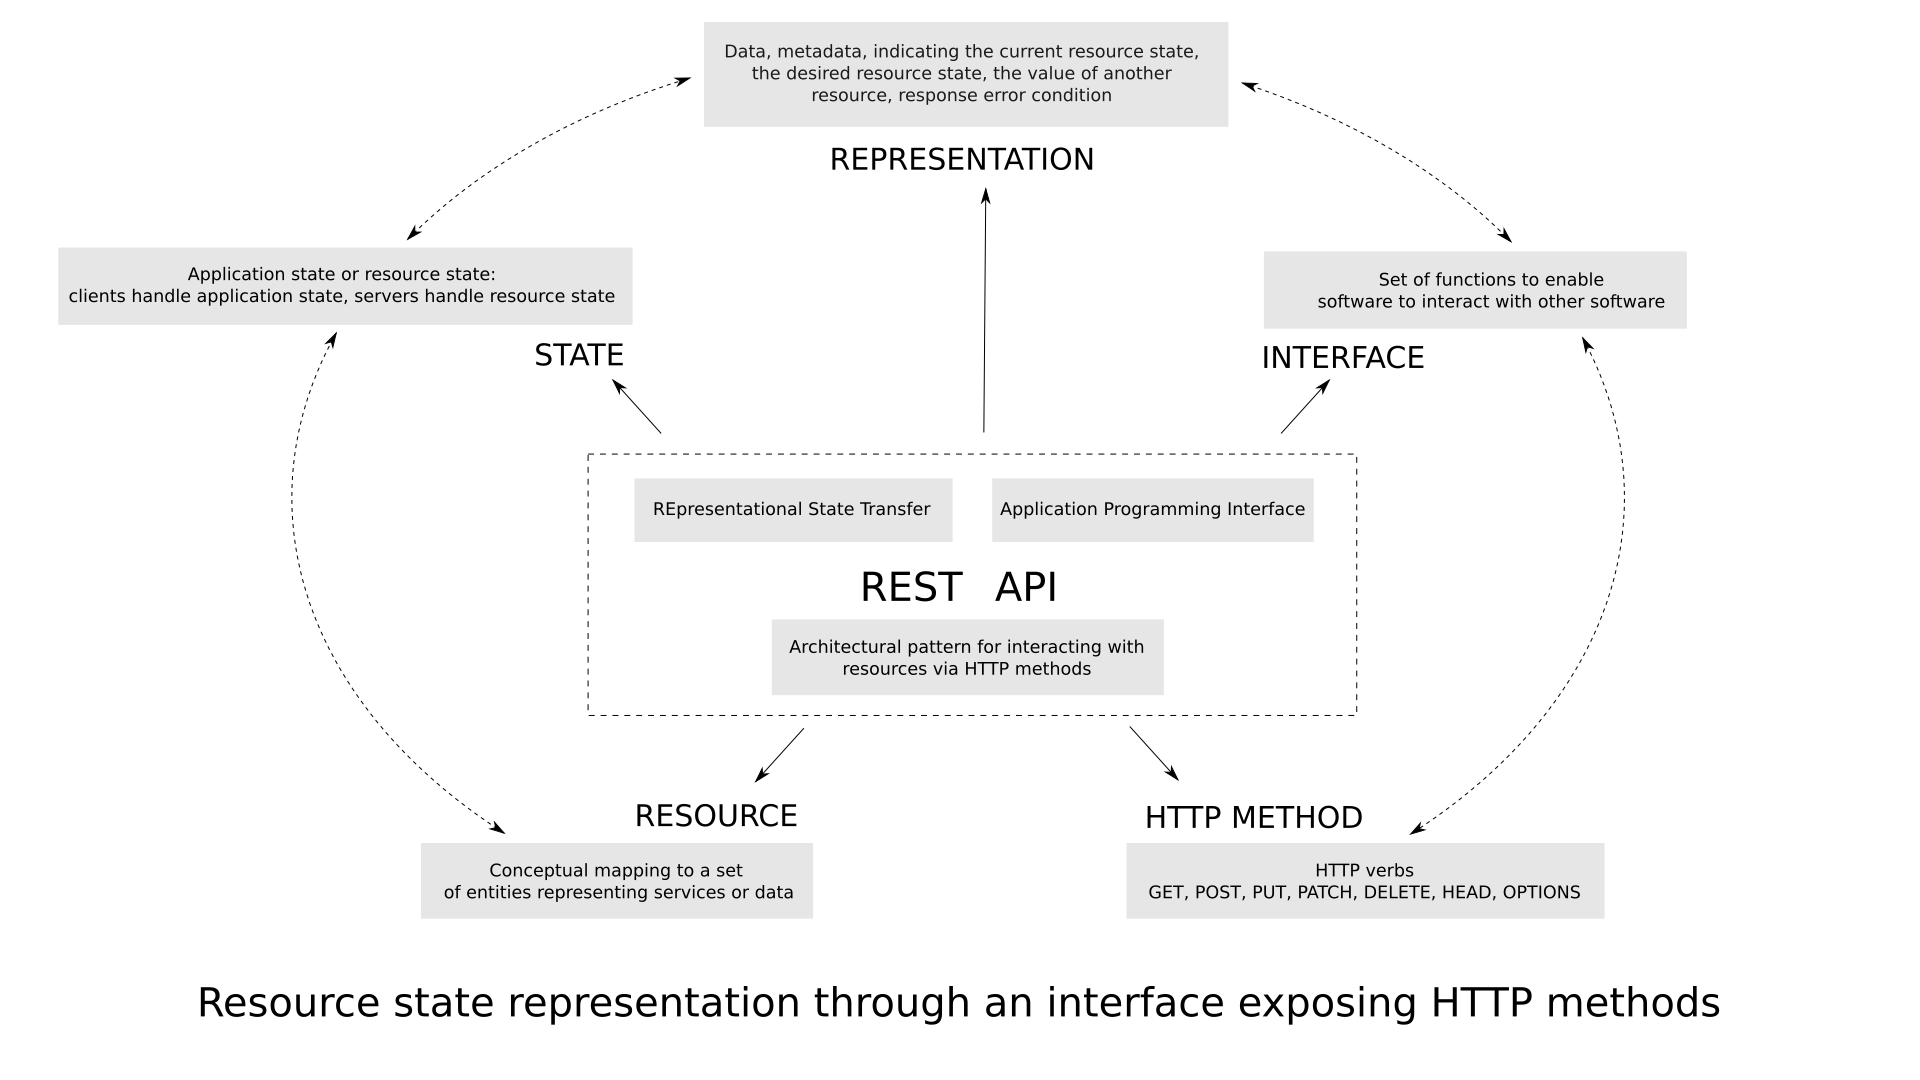 Data, metadata, indicating the current resource state,
the desired resource state, the value of another
resource, response error condition
REPRESENTATION
Application state or resource state:
clients handle application state, servers handle resource state
STATE
Set of functions to enable
software to interact with other software
INTERFACE
REpresentational State Transfer
Application Programming Interface
REST API
Architectural pattern for interacting with
resources via HTTP methods
RESOURCE
Conceptual mapping to a set
of entities representing services or data
HTTP METHOD
HTTP verbs
GET, POST, PUT, PATCH, DELETE, HEAD, OPTIONS
Resource state representation through an interface exposing HTTP methods